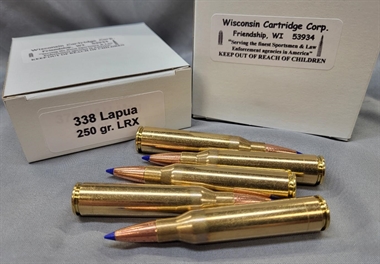 Wisconsin Cartridge Corp.
Friendship, WI 53934
"Serving the finest Sportsmen & Law
Enforcement agencies in America"
KEEP OUT OF REACH OF CHILDREN
338 Lapua
250 gr. LRX